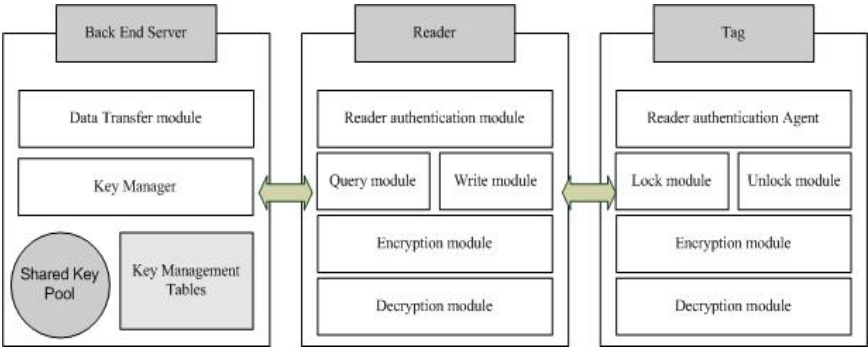 Back End Server
Data Transfer module
Key Manager
Shared Key
Pool
Key Management
Tables
Reader
Reader authentication module
Query module
Write module
Encryption module
Decryption module
Tag
Reader authentication Agent
Lock module
Unlock module
Encryption module
Decryption module